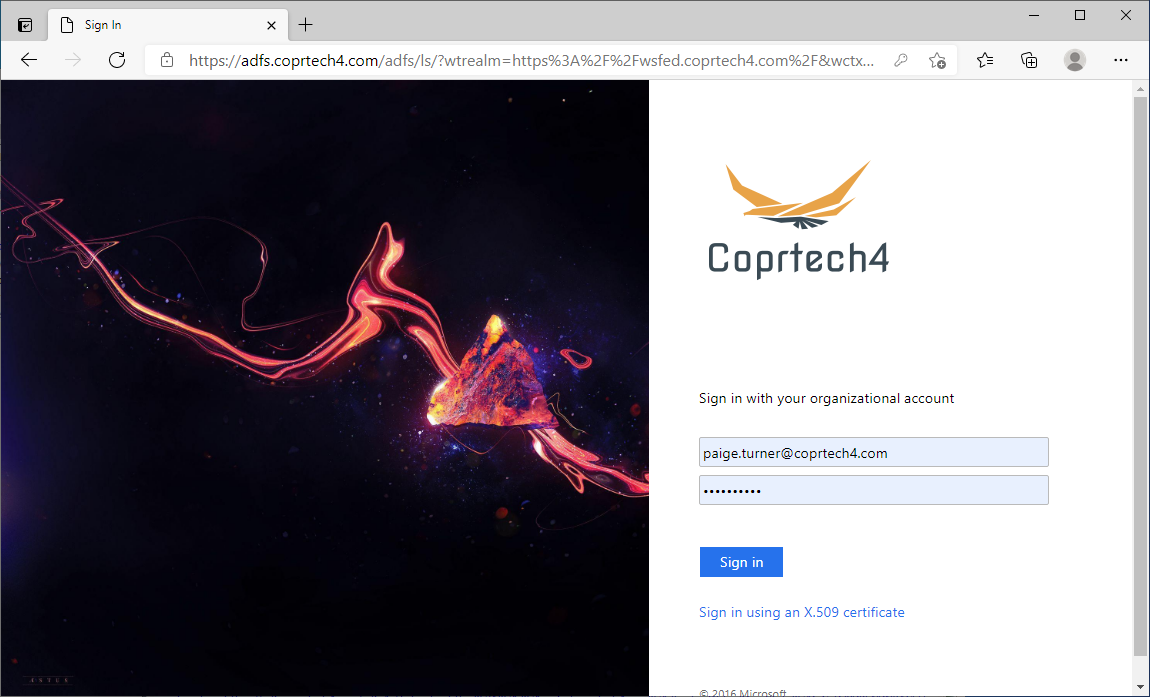 Sign In
https://adfs.coprtech4.com/adfs/ls/?wtrealm=https%3A%2F%2Fwsfed.coprtech4.com%2F&wctx...
Coprtech4
Sign in with your organizational account
paige.turner@coprtech4.com
••••••••••
Sign in
Sign in using an X.509 certificate
© 2016 Microsoft